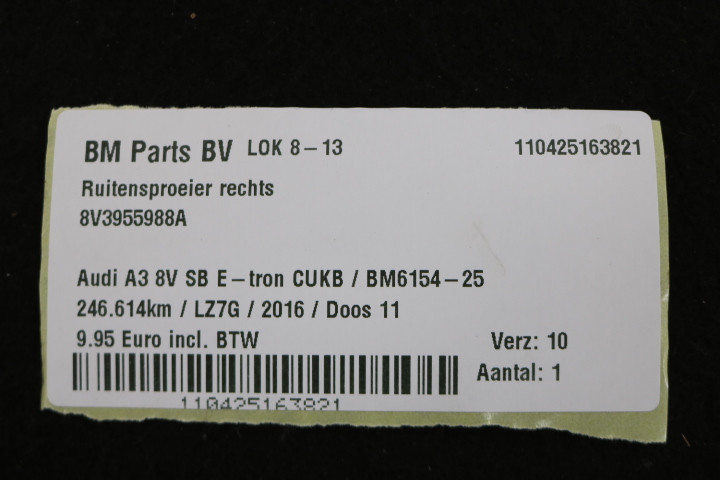 BM Parts BV LOK 8-13 110425163821
Ruitensproeier rechts
8V3955988A
Audi A3 8V SB E-tron CUKB / BM6154-25
246.614km / LZ7G / 2016 / Doos 11
9.95 Euro incl. BTW Verz: 10
Aantal: 1
110425163821